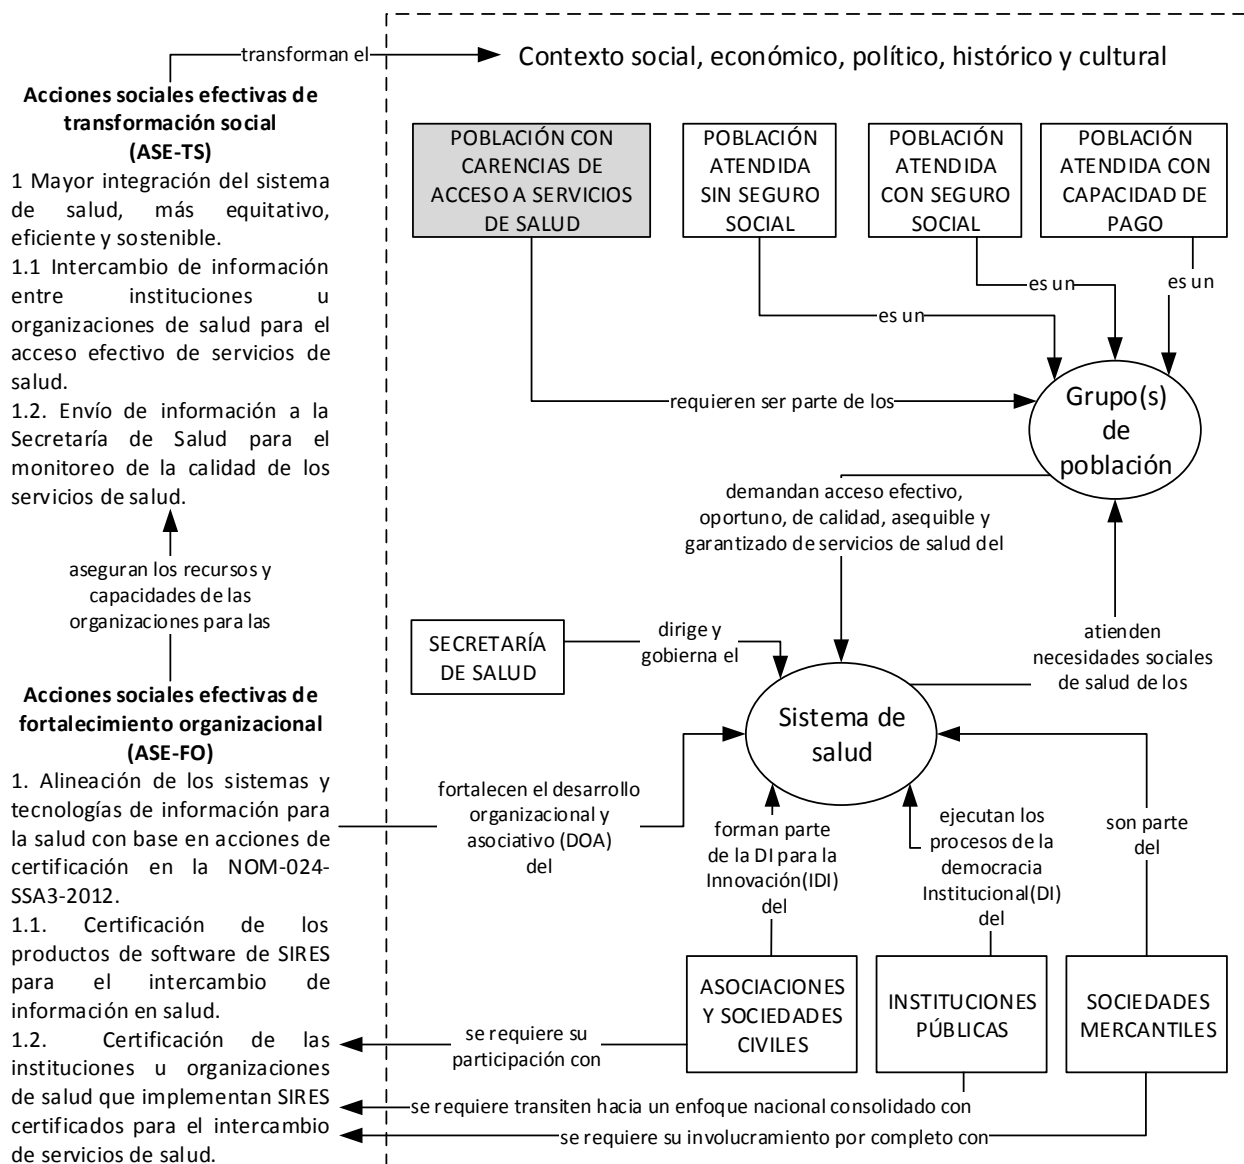 transforman el
Contexto social, económico, político, histórico y cultural
Acciones sociales efectivas de
transformación social
(ASE-TS)
1 Mayor integración del sistema
de salud, más equitativo,
eficiente y sostenible.
1.1 Intercambio de información
entre instituciones u
organizaciones de salud para el
acceso efectivo de servicios de
salud.
1.2. Envío de información a la
Secretaría de Salud para el
monitoreo de la calidad de los
servicios de salud.
aseguran los recursos y
capacidades de las
organizaciones para las
Acciones sociales efectivas de
fortalecimiento organizacional
(ASE-FO)
1. Alineación de los sistemas y
tecnologías de información para
la salud con base en acciones de
certificación en la NOM-024-
SSA3-2012.
1.1. Certificación de los
productos de software de SIRES
para el intercambio de
información en salud.
1.2. Certificación de las
instituciones u organizaciones
de salud que implementan SIRES
certificados para el intercambio
de servicios de salud.
POBLACIÓN CON
CARENCIAS DE
ACCESO A SERVICIOS
DE SALUD
POBLACIÓN
ATENDIDA
SIN SEGURO
SOCIAL
POBLACIÓN
ATENDIDA
CON SEGURO
SOCIAL
POBLACIÓN
ATENDIDA CON
CAPACIDAD DE
PAGO
es un
es un
es un
requieren ser parte de los
Grupo(s)
de
población
demandan acceso efectivo,
oportuno, de calidad, asequible y
garantizado de servicios de salud del
SECRETARÍA
DE SALUD
dirige y
gobierna el
atienden
necesidades sociales
de salud de los
Sistema de
salud
fortalecen el desarrollo
organizacional y
asociativo (DOA)
del
forman parte
de la DI para la
Innovación(IDI)
del
ejecutan los
procesos de la
democracia
Institucional(DI)
del
son parte
del
ASOCIACIONES
Y SOCIEDADES
CIVILES
INSTITUCIONES
PÚBLICAS
SOCIEDADES
MERCANTILES
se requiere su
participación con
se requiere transiten hacia un enfoque nacional consolidado con
se requiere su involucramiento por completo con